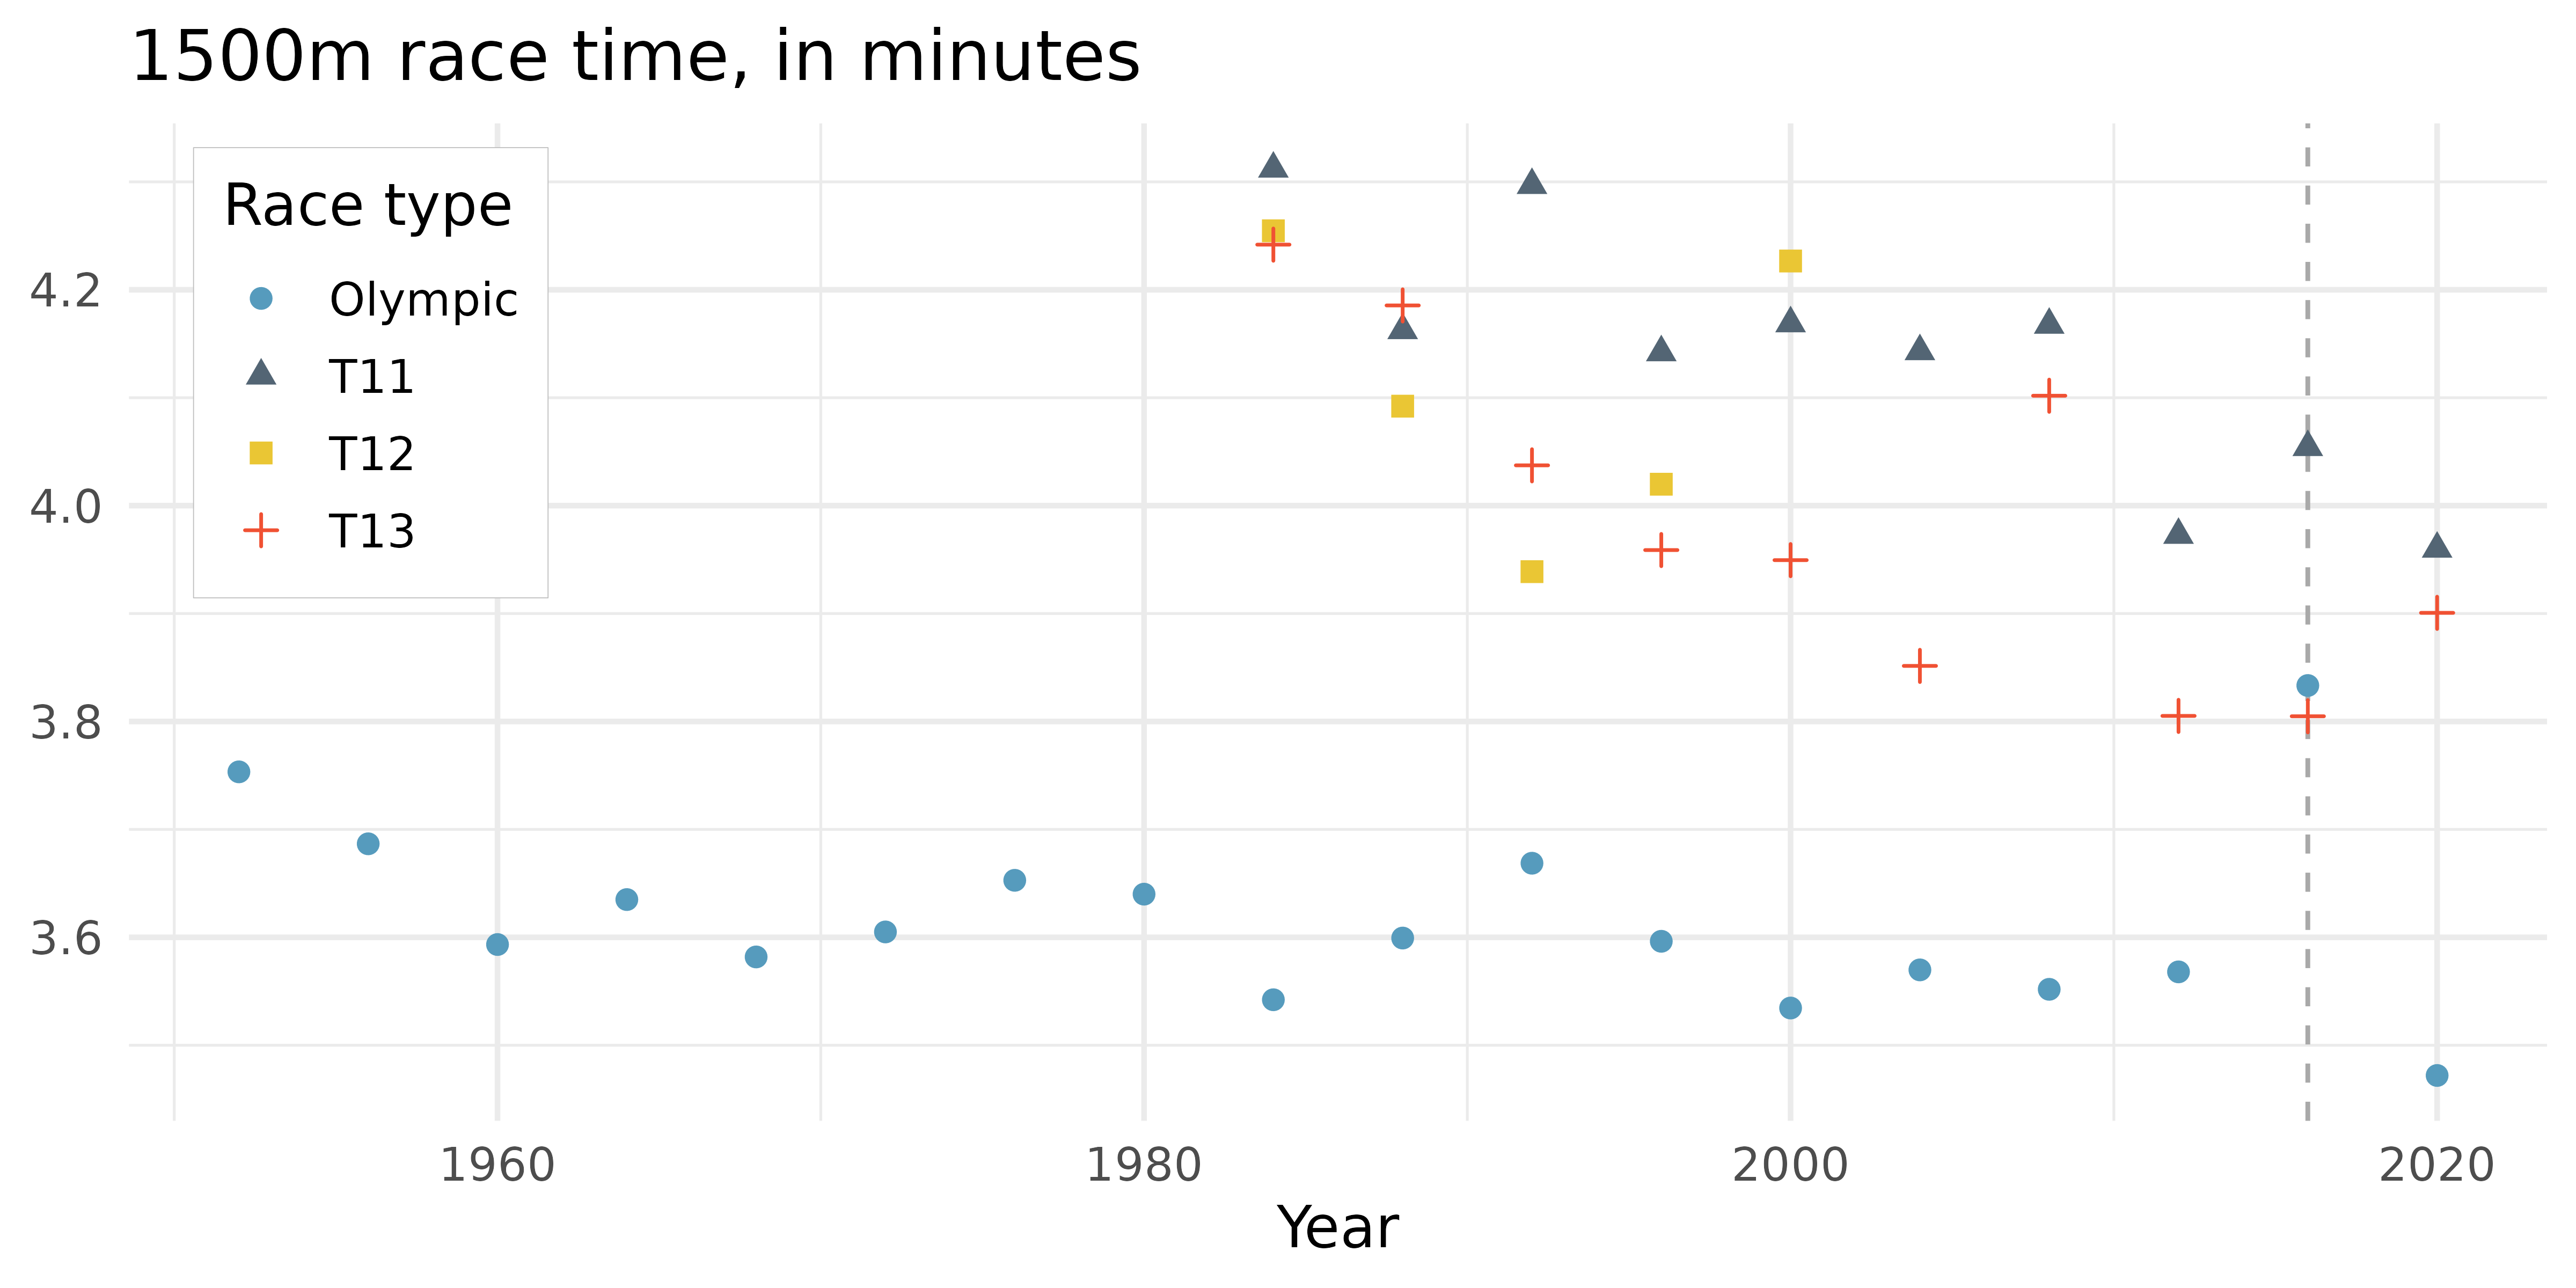 1500m race time, in minutes
Race type
Olympic
T11
T12
T13
4.2
4.0
3.8
3.6
1960 1980 2000 2020
Year